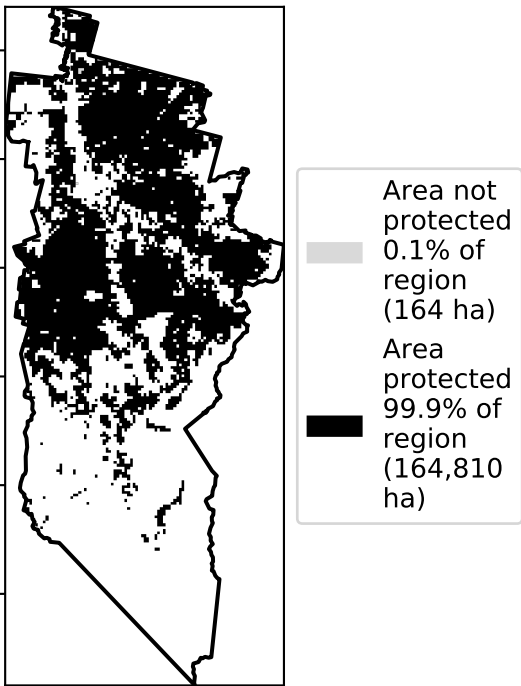 Area not
protected
0.1% of
region
(164 ha)
Area
protected
99.9% of
region
(164,810
ha)